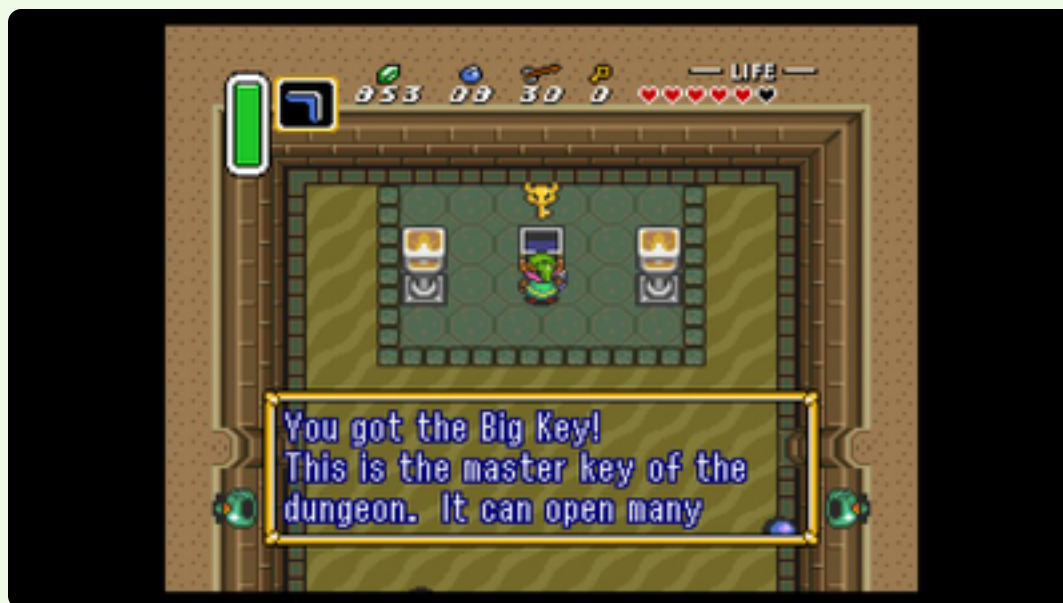 LIFE
353 08 30 0
You got the Big Key!
This is the master key of the
dungeon. It can open many